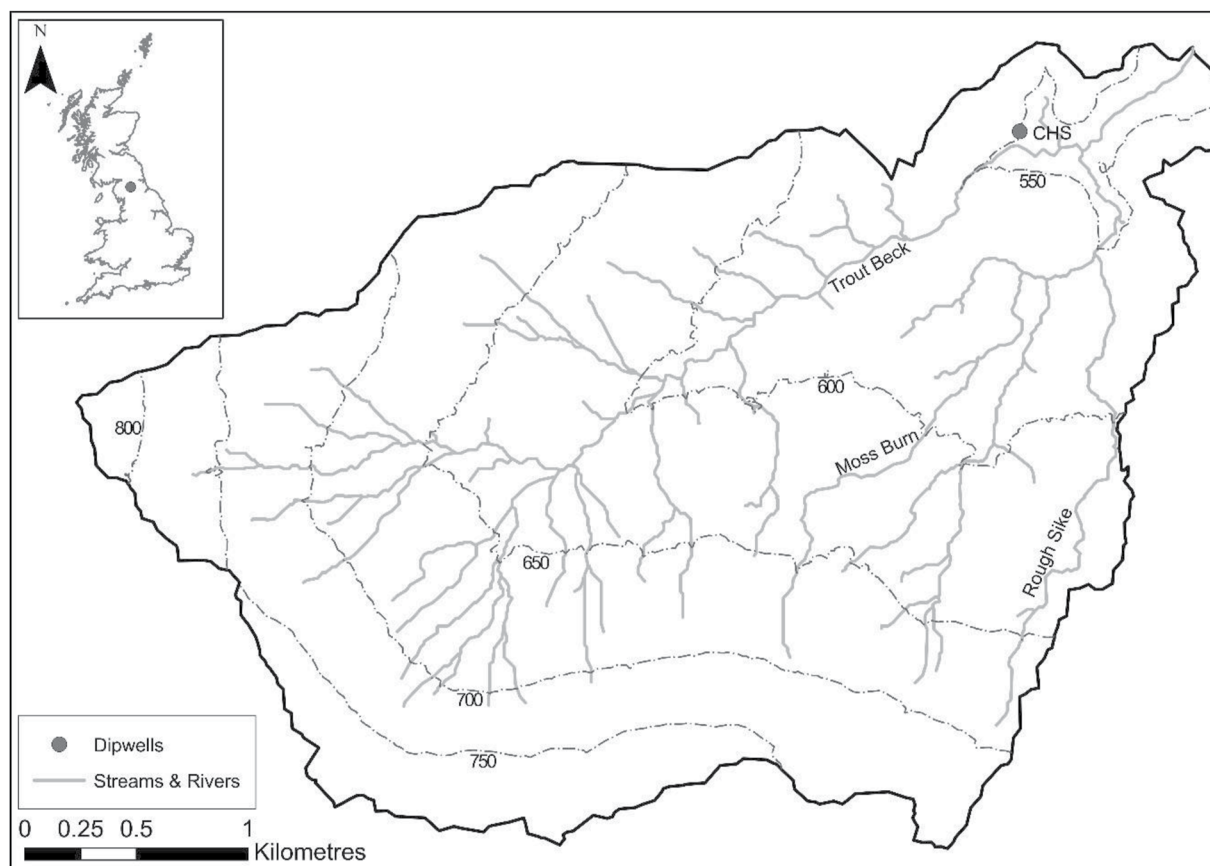 N
CHS
550
Trout Beck
600
800
Moss Burn
650
Rough Sike
700
750
Dipwells
Streams & Rivers
0 0.25 0.5 1
Kilometres